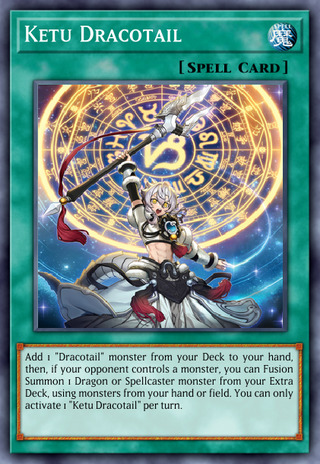 Ketu Dracotail
魔
[Spell Card]
Add 1 "Dracotail" monster from your Deck to your hand,
then, if your opponent controls a monster, you can Fusion
Summon 1 Dragon or Spellcaster monster from your Extra
Deck, using monsters from your hand or field. You can only
activate 1 "Ketu Dracotail" per turn.